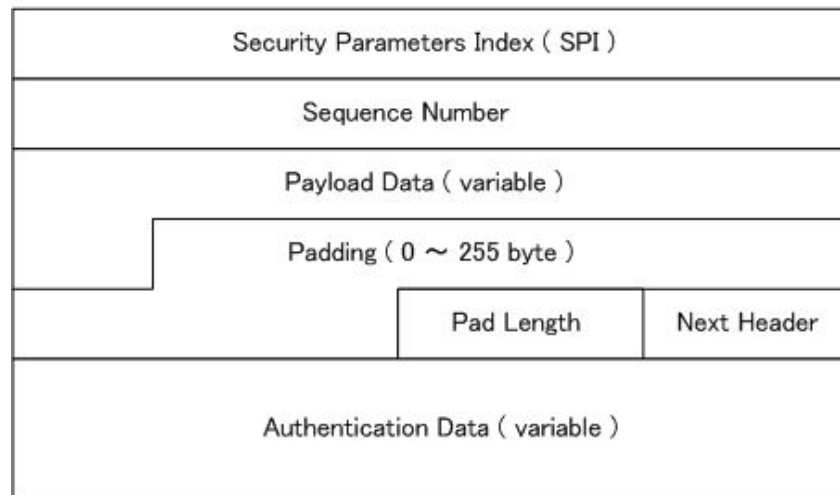 Security Parameters Index ( SPI )
Sequence Number
Payload Data ( variable )
Padding ( 0 ～ 255 byte )
Pad Length
Next Header
Authentication Data ( variable )